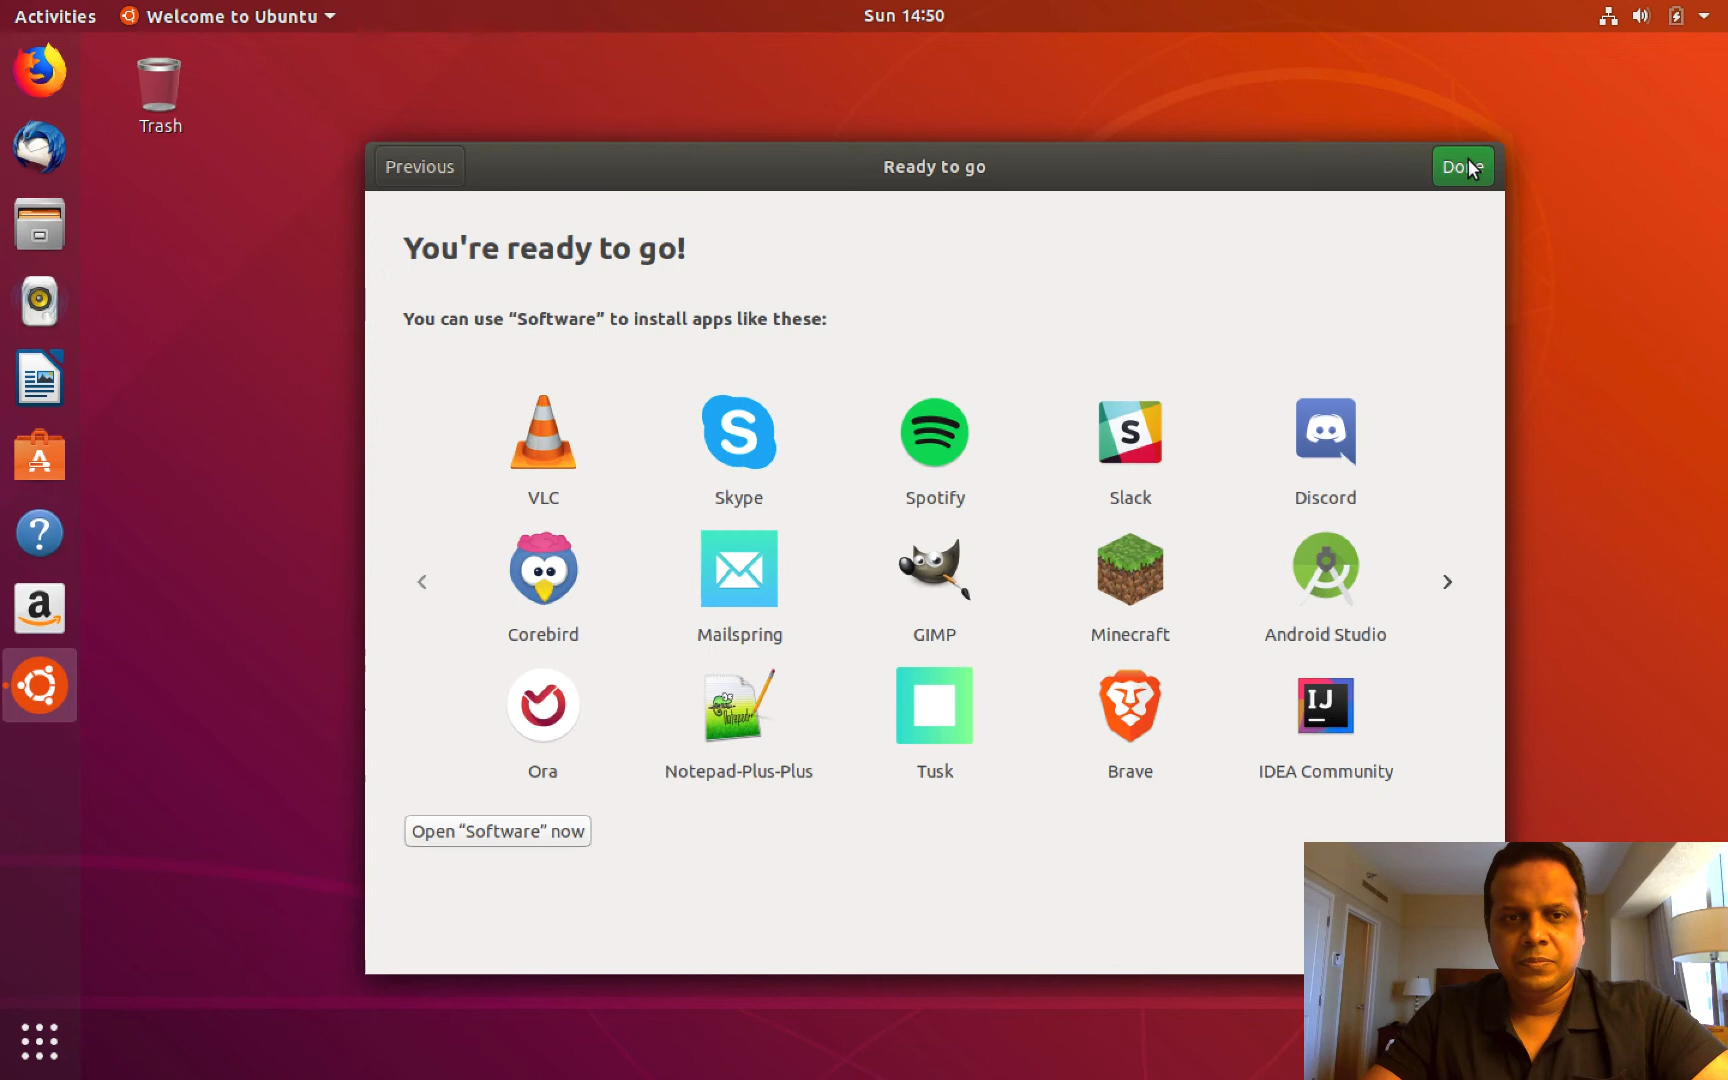 Activities
Welcome to Ubuntu
Sun 14:50
Trash
Previous
Ready to go
Done
You're ready to go!
You can use “Software” to install apps like these:
VLC
Skype
Spotify
Slack
Discord
Corebird
Mailspring
GIMP
Minecraft
Android Studio
Ora
Notepad-Plus-Plus
Tusk
Brave
IDEA Community
Open “Software” now
S
S
IJ
a
?